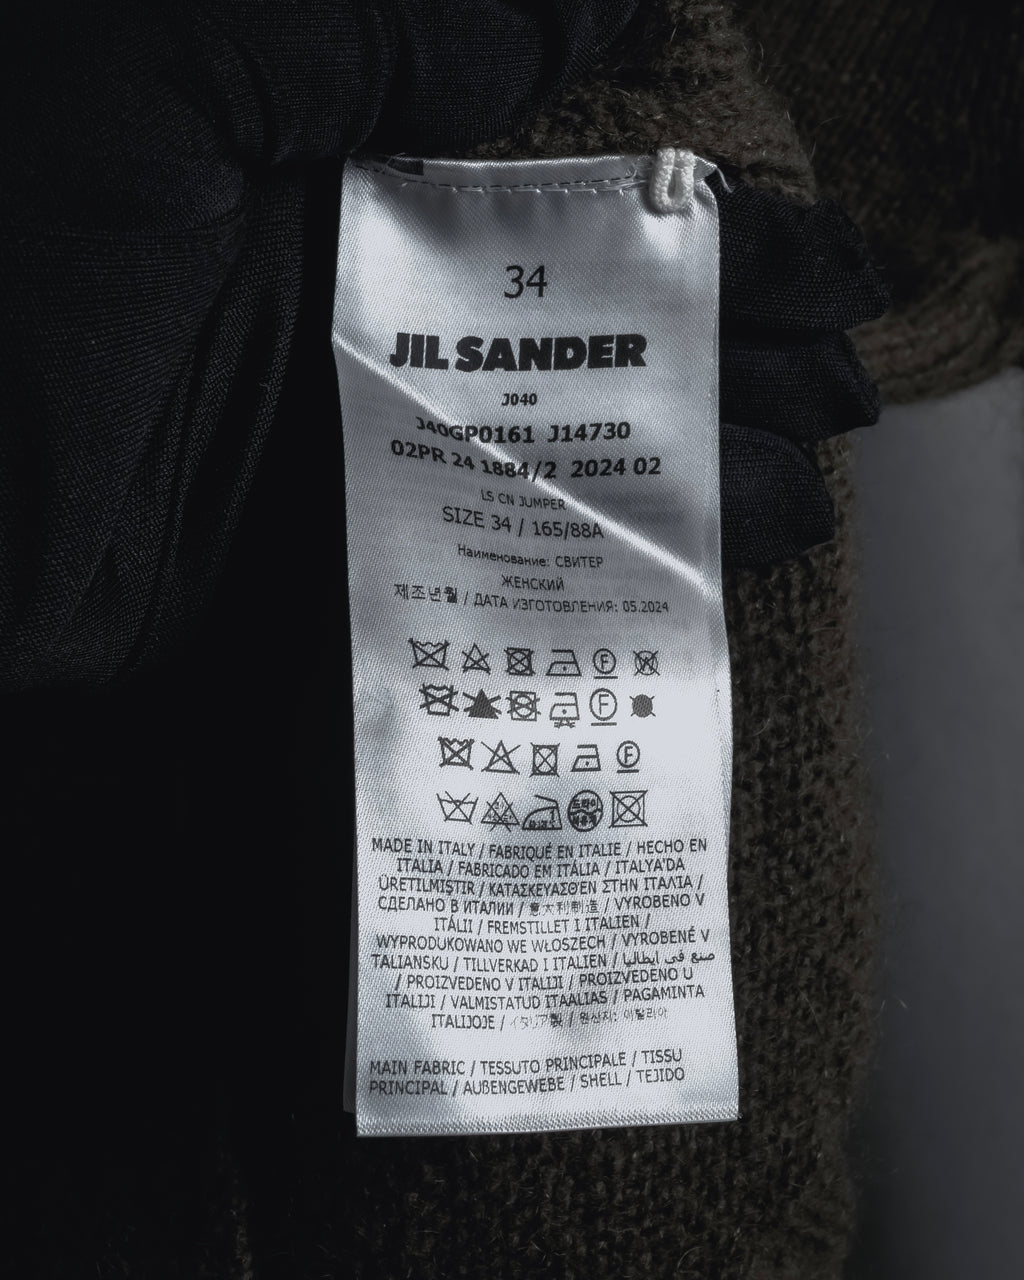 34
JIL SANDER
J040
J40GP0161 J14730
02PR 24 1884/2 2024 02
LS CN JUMPER
SIZE 34 / 165/88A
Наименование: СВИТЕР
ЖЕНСКИЙ
제조년월 / ДАТА ИЗГОТОВЛЕНИЯ: 05.2024
F
F
F
드라이
MADE IN ITALY / FABRIQUÉ EN ITALIE / HECHO EN
ITALIA / FABRICADO EM ITÁLIA / ITALYA'DA
ÜRETILMIŞTIR / ΚΑΤΑΣΚΕΥΑΣΘΈΝ ΣΤΗΝ ΙΤΑΛΙΑ /
СДЕЛАНО В ИТАЛИИ / 意大利制造 / VYROBENO V
ITÁLII / FREMSTILLET I ITALIEN /
WYPRODUKOWANO WE WŁOSZECH / VYROBENÉ V
TALIANSKU / TILLVERKAD I ITALIEN / صنع في ايطاليا
/ PROIZVEDENO V ITALIJI / PROIZVEDENO U
ITALIJI / VALMISTATUD ITAALIAS / PAGAMINTA
ITALIJOJE / イタリア製 / 원산지: 이탈리아
MAIN FABRIC / TESSUTO PRINCIPALE / TISSU
PRINCIPAL / AUßENGEWEBE / SHELL / TEJIDO